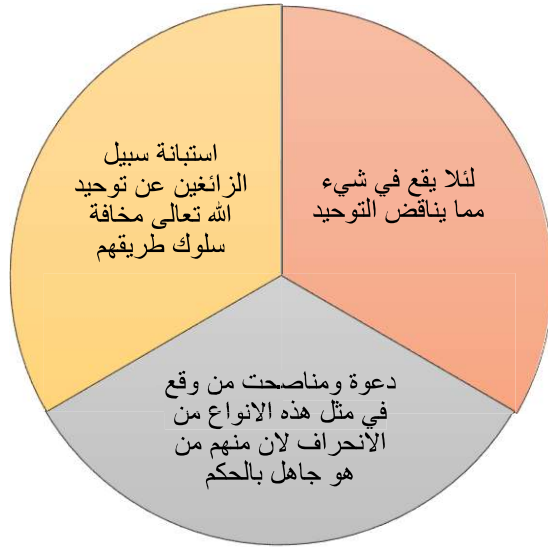 لئلا يقع في شيء
مما يناقض التوحيد
استبانة سبيل
الزائغين عن توحيد
الله تعالى مخافة
سلوك طريقهم
دعوة ومناصحت من وقع
في مثل هذه الانواع من
الانحراف لان منهم من
هو جاهل بالحكم